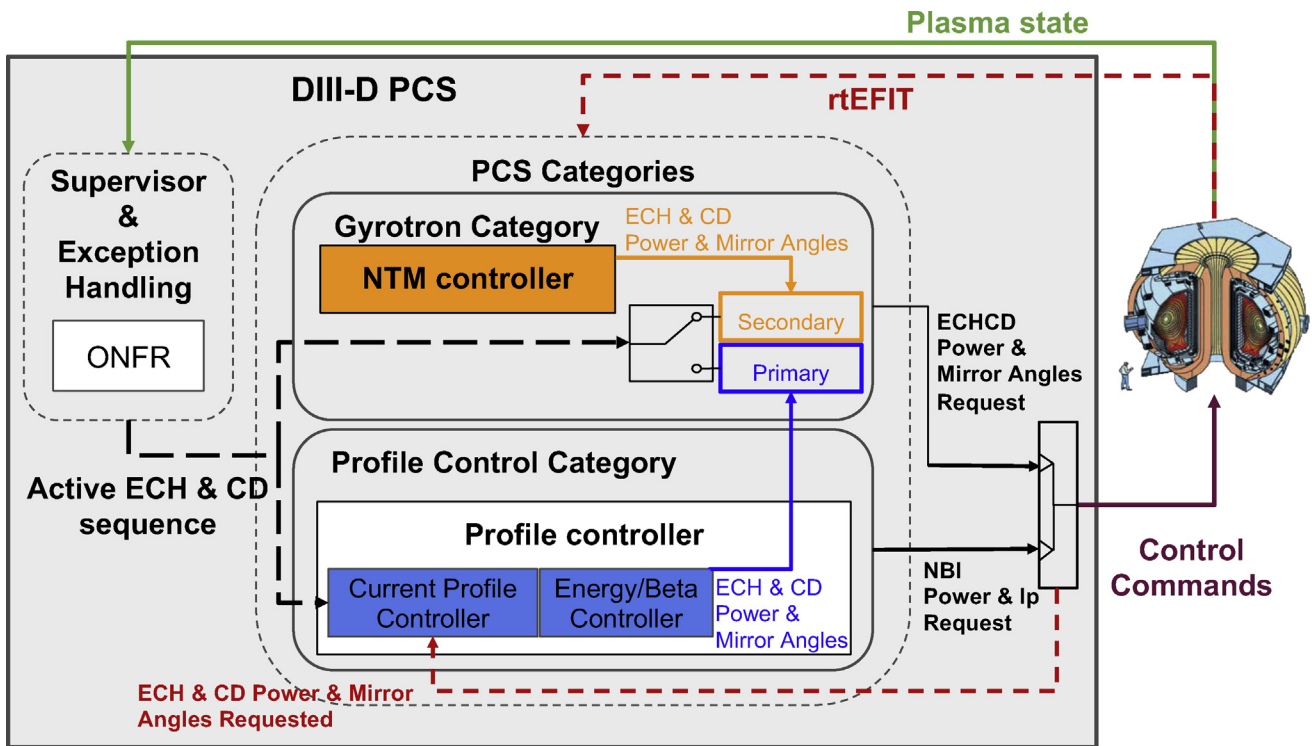 Plasma state
DIII-D PCS
rtEFIT
Supervisor
&
Exception
Handling
ONFR
PCS Categories
Gyrotron Category
ECH & CD
Power & Mirror Angles
NTM controller
Secondary
Primary
ECHCD
Power &
Mirror Angles
Request
Active ECH & CD
sequence
Profile Control Category
Profile controller
Current Profile
Controller
Energy/Beta
Controller
ECH & CD
Power &
Mirror Angles
NBI
Power & Ip
Request
Control
Commands
ECH & CD Power & Mirror
Angles Requested